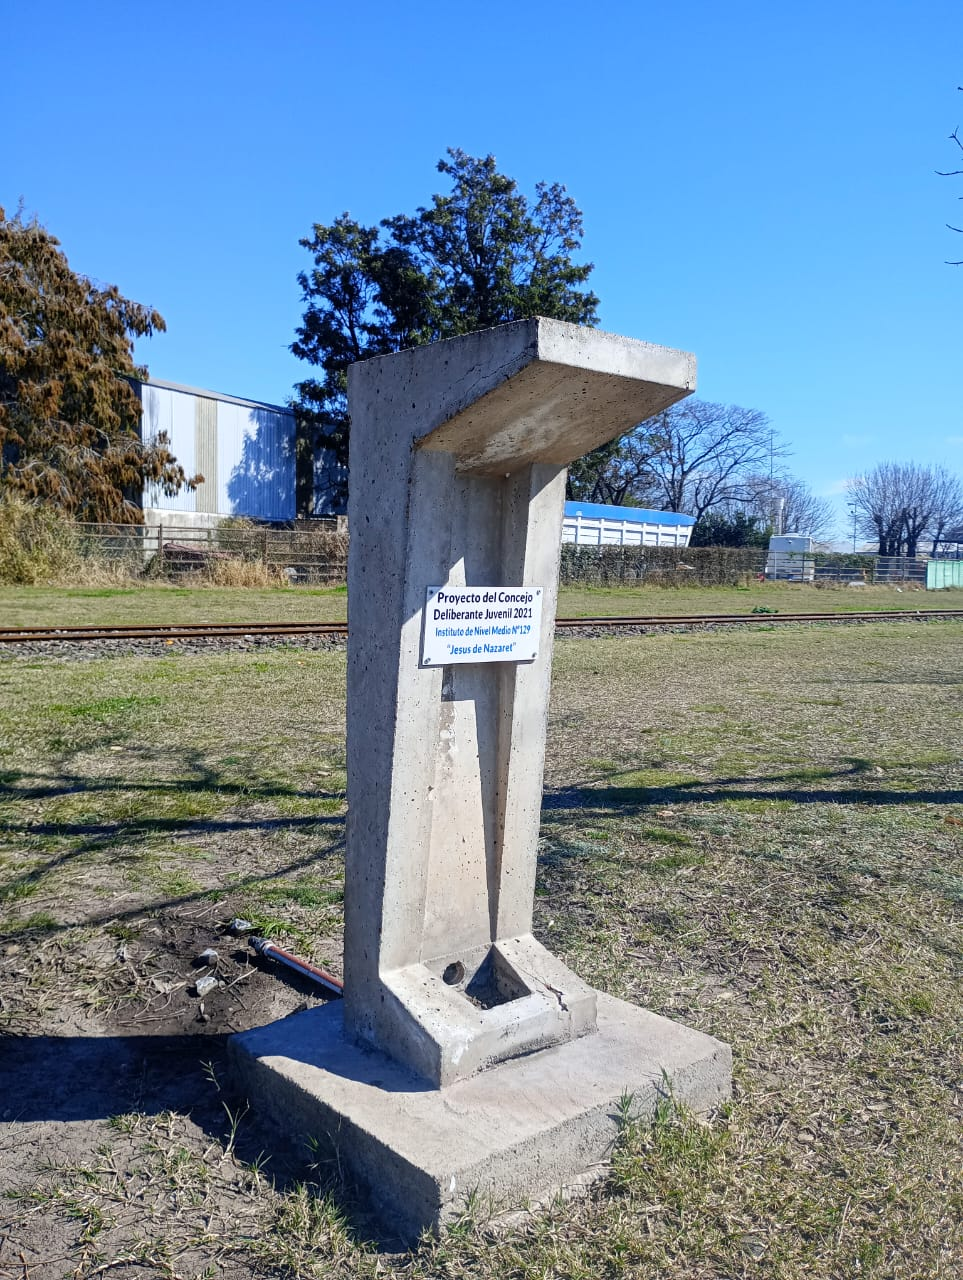 Proyecto del Concejo
Deliberante Juvenil 2021
Instituto de Nivel Medio N°129
"Jesus de Nazaret"